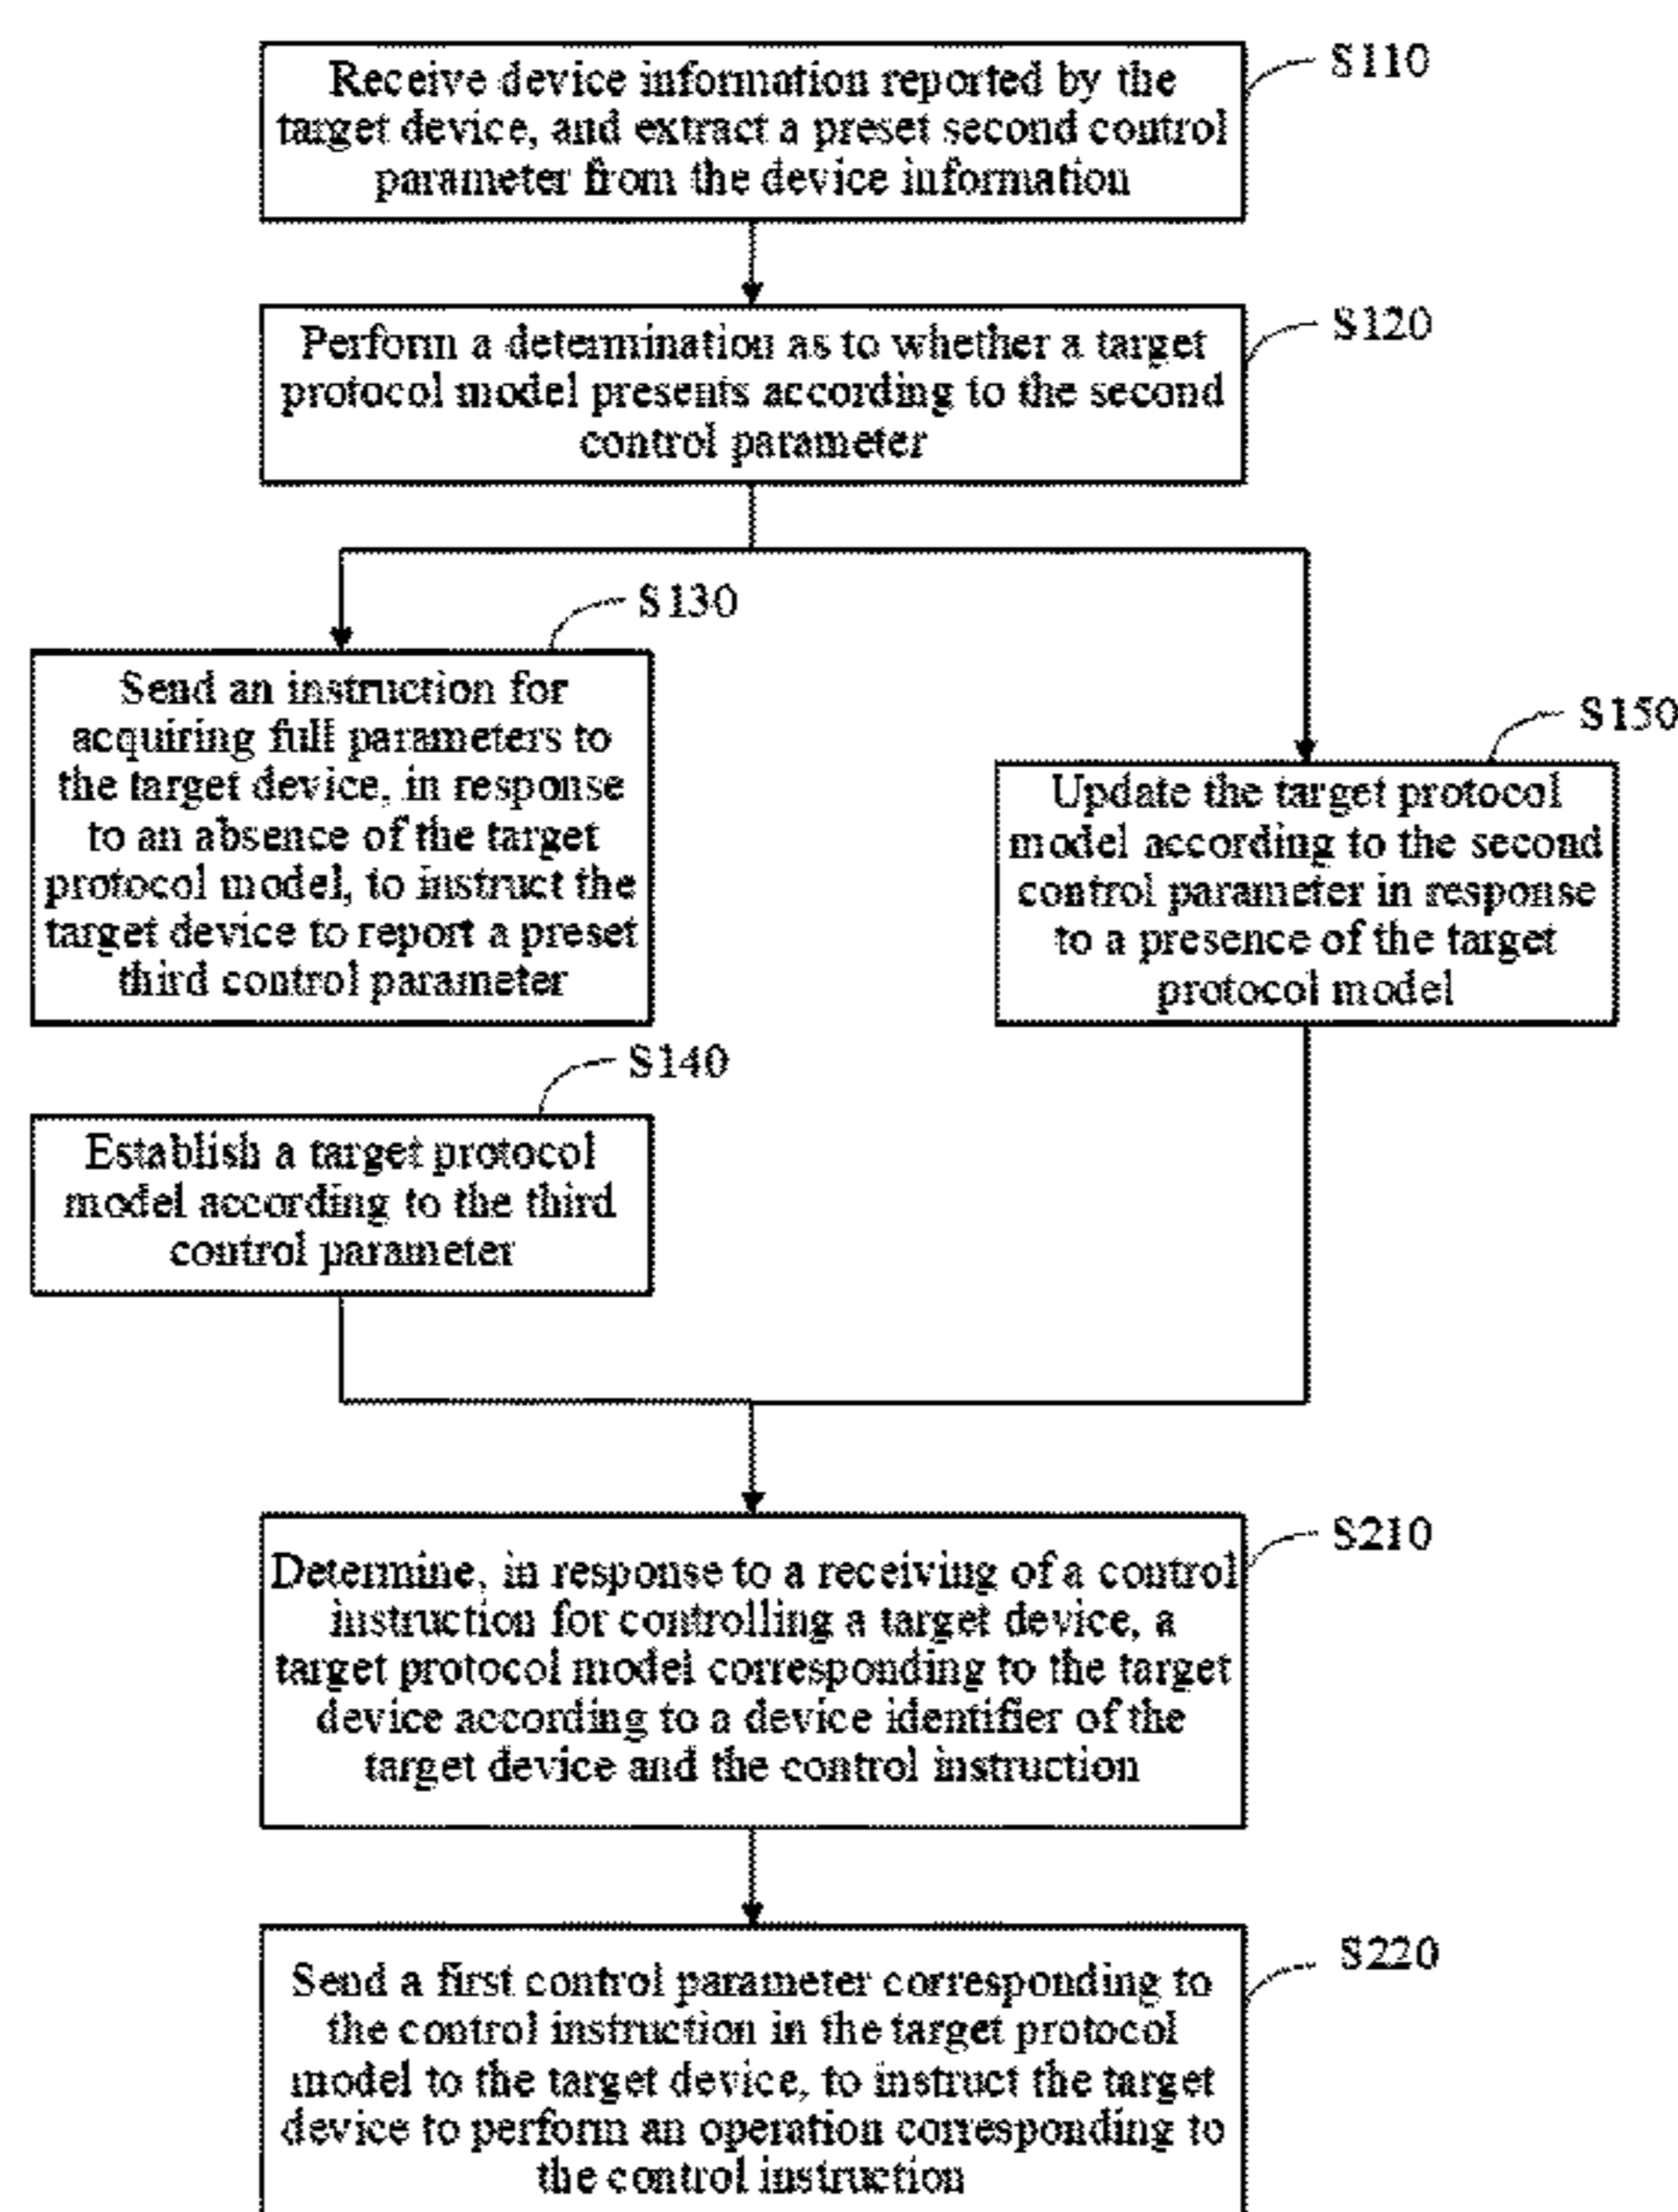 S110
Receive device information reported by the
target device, and extract a preset second control
parameter from the device information
S120
Perform a determination as to whether a target
protocol model presents according to the second
control parameter
S130
Send an instruction for
acquiring full parameters to
the target device, in response
to an absence of the target
protocol model, to instruct the
target device to report a preset
third control parameter
S150
Update the target protocol
model according to the second
control parameter in response
to a presence of the target
protocol model
S140
Establish a target protocol
model according to the third
control parameter
S210
Determine, in response to a receiving of a control
instruction for controlling a target device, a
target protocol model corresponding to the target
device according to a device identifier of the
target device and the control instruction
S220
Send a first control parameter corresponding to
the control instruction in the target protocol
model to the target device, to instruct the target
device to perform an operation corresponding to
the control instruction